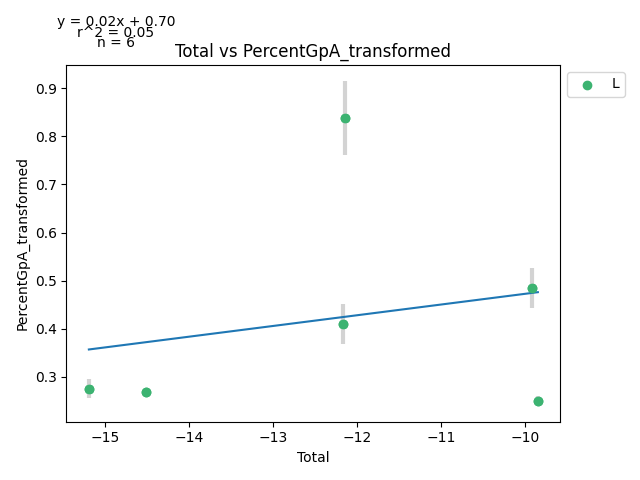 y = 0.02x + 0.70
r^2 = 0.05
n = 6
Total vs PercentGpA_transformed
L
PercentGpA_transformed
0.9
0.8
0.7
0.6
0.5
0.4
0.3
−15
−14
−13
−12
−11
−10
Total